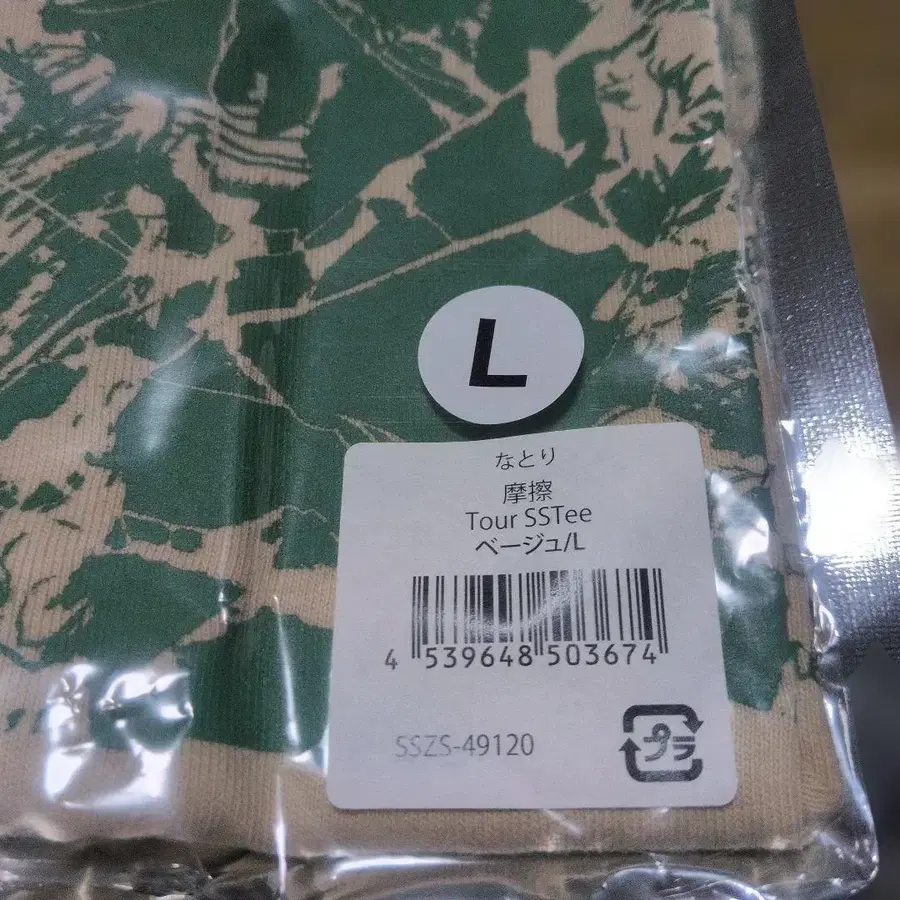 L
なとり
摩擦
Tour SSTee
ベージュ/L
4 539648 503674
SSZS-49120
プラ